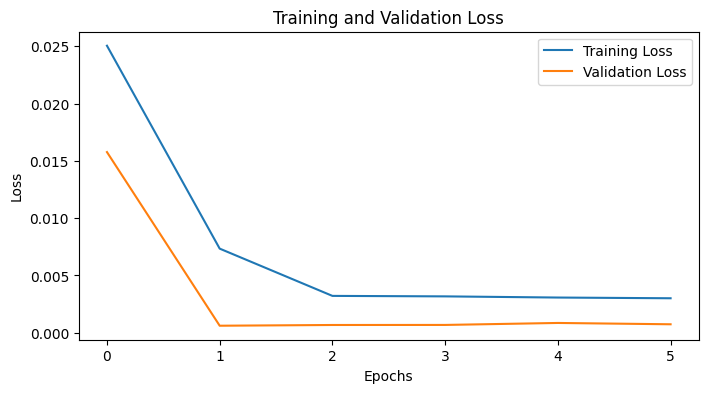 Training and Validation Loss
Training Loss
Validation Loss
0.025
0.020
0.015
0.010
0.005
0.000
Loss
0 1 2 3 4 5
Epochs